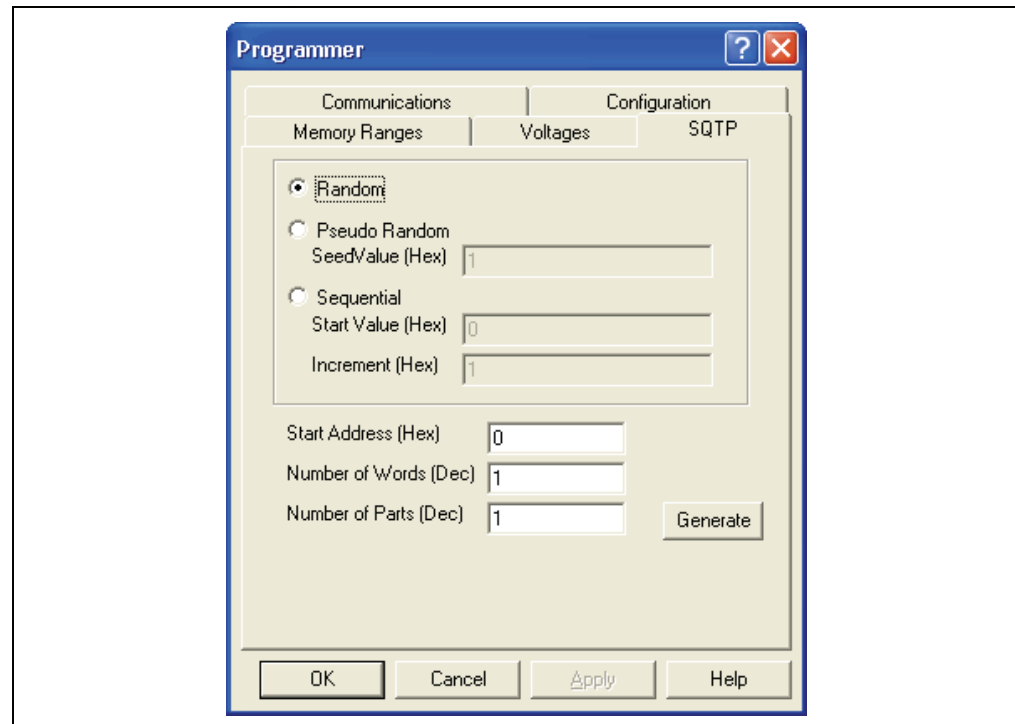 Programmer
Communications Configuration
Memory Ranges Voltages SQTP
Random
Pseudo Random
SeedValue (Hex) 1
Sequential
Start Value (Hex) 0
Increment (Hex) 1
Start Address (Hex) 0
Number of Words (Dec) 1
Number of Parts (Dec) 1
Generate
OK Cancel Apply Help